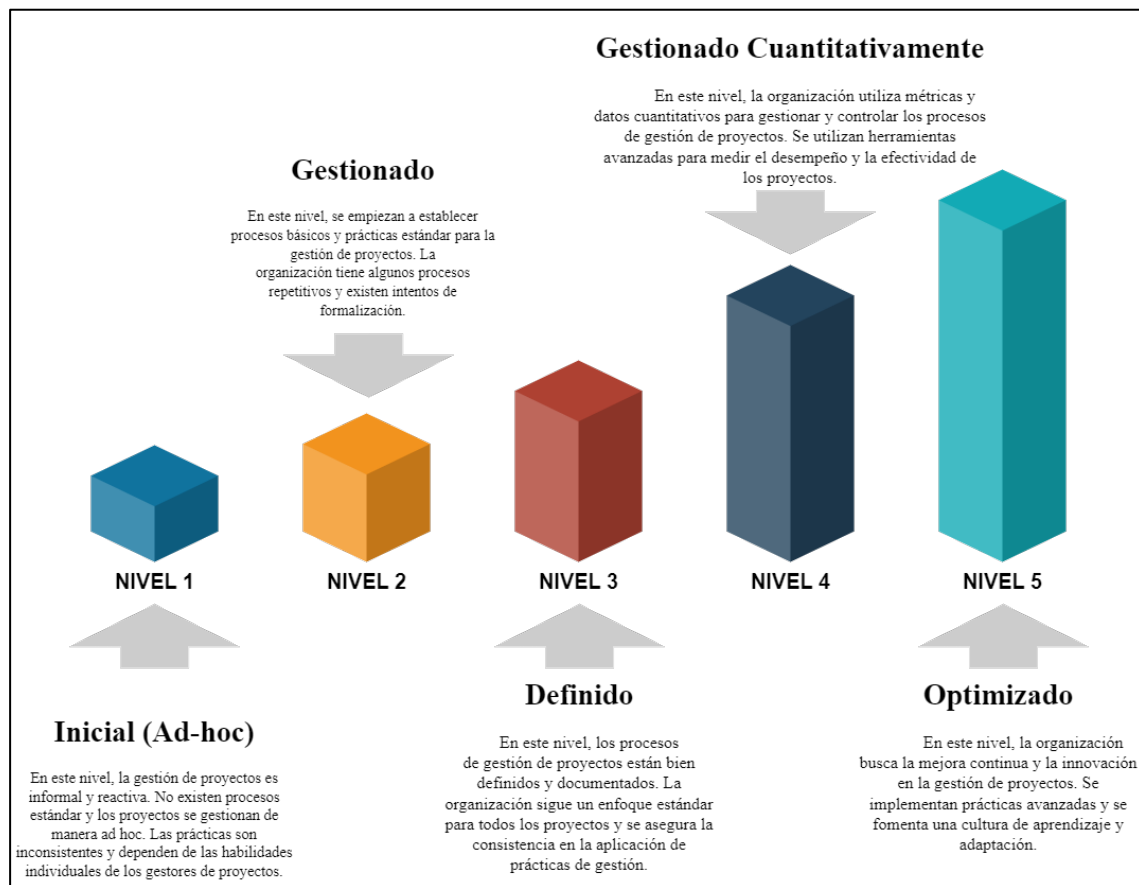 Gestionado Cuantitativamente
En este nivel, la organización utiliza métricas y
datos cuantitativos para gestionar y controlar los procesos
de gestión de proyectos. Se utilizan herramientas
avanzadas para medir el desempeño y la efectividad de
los proyectos.
Gestionado
En este nivel, se empiezan a establecer
procesos básicos y prácticas estándar para la
gestión de proyectos. La
organización tiene algunos procesos
repetitivos y existen intentos de
formalización.
NIVEL 1
NIVEL 2
NIVEL 3
NIVEL 4
NIVEL 5
Inicial (Ad-hoc)
En este nivel, la gestión de proyectos es
informal y reactiva. No existen procesos
estándar y los proyectos se gestionan de
manera ad hoc. Las prácticas son
inconsistentes y dependen de las habilidades
individuales de los gestores de proyectos.
Definido
En este nivel, los procesos
de gestión de proyectos están bien
definidos y documentados. La
organización sigue un enfoque estándar
para todos los proyectos y se asegura la
consistencia en la aplicación de
prácticas de gestión.
Optimizado
En este nivel, la organización
busca la mejora continua y la innovación
en la gestión de proyectos. Se
implementan prácticas avanzadas y se
fomenta una cultura de aprendizaje y
adaptación.